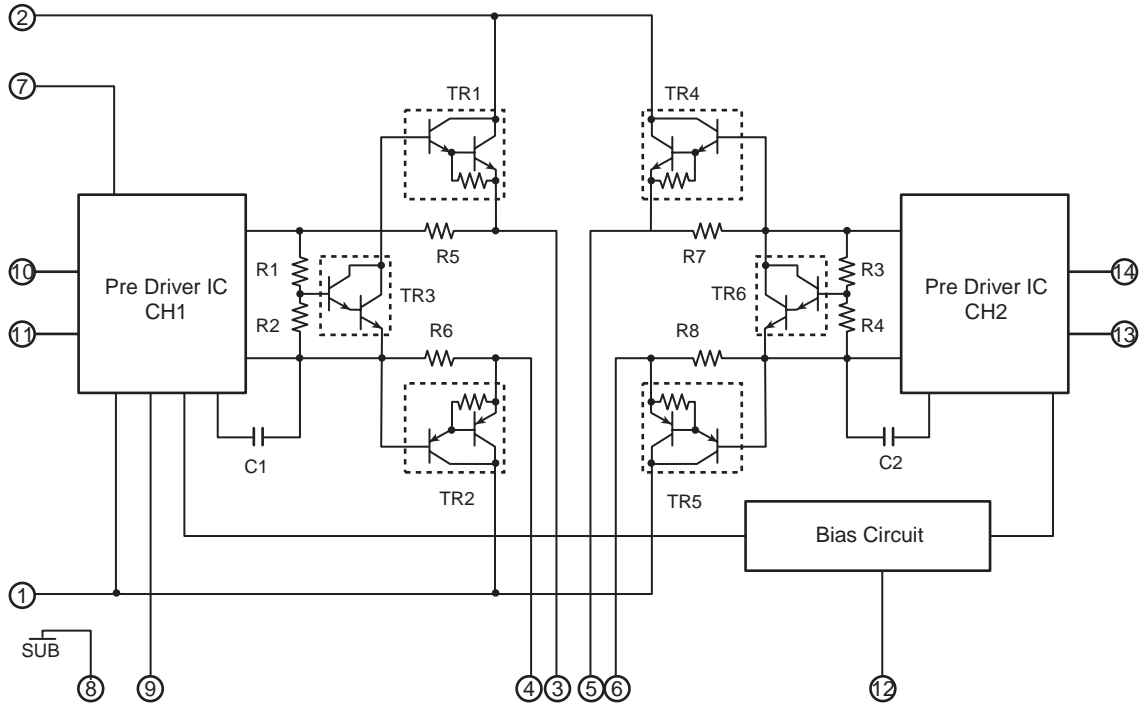 2
7
TR1
TR4
R5
R7
10
11
Pre Driver IC
CH1
R1
R2
TR3
TR6
R3
R4
Pre Driver IC
CH2
14
13
R6
R8
C1
TR2
TR5
C2
Bias Circuit
1
SUB
8
9
4
3
5
6
12